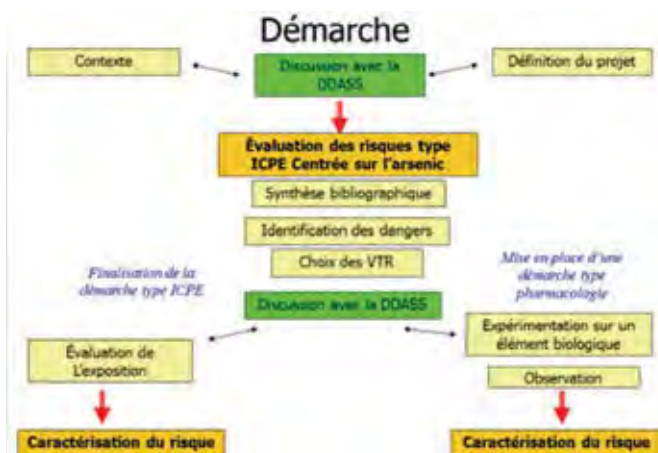 Démarche
Contexte
Discussion avec la
DDASS
Définition du projet
Évaluation des risques type
ICPE Centrée sur l'arsenic
Synthèse bibliographique
Identification des dangers
Choix des VTR
Finalisation de la
démarche type ICPE
Mise en place d'une
démarche type
pharmacologie
Discussion avec la DDASS
Évaluation de
L'exposition
Expérimentation sur un
élément biologique
Observation
Caractérisation du risque
Caractérisation du risque